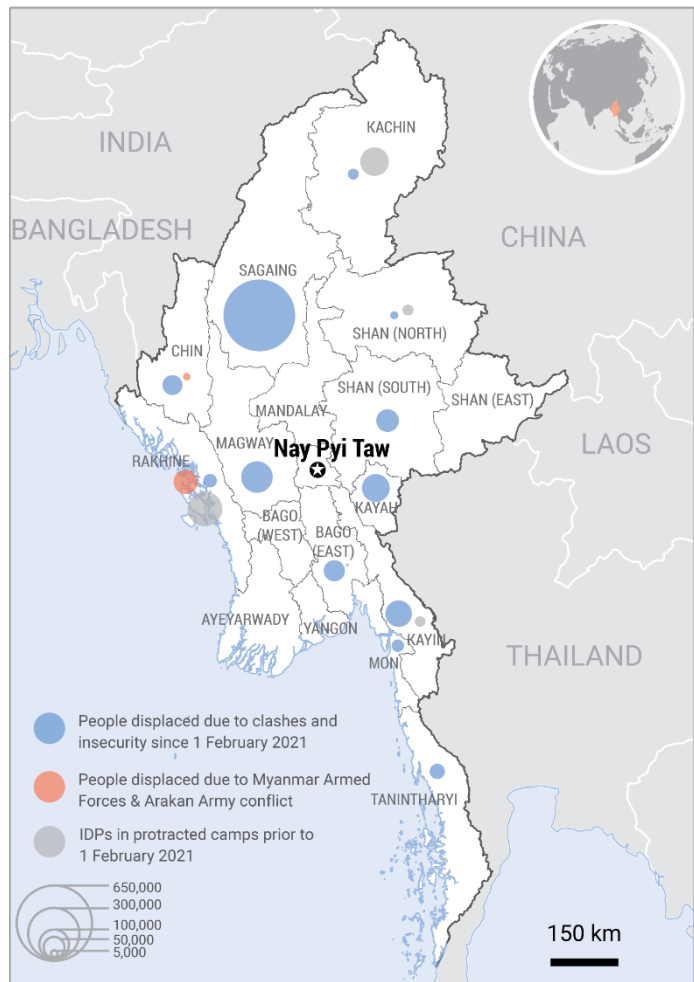 KACHIN
INDIA
BANGLADESH
CHINA
SAGAING
SHAN (NORTH)
CHIN
SHAN (SOUTH)
SHAN (EAST)
MANDALAY
MAGWAY
Nay Pyi Taw
LAOS
RAKHINE
KAYAH
BAGO
(WEST)
BAGO
(EAST)
AYEYARWADY
YANGON
KAYIN
MON
THAILAND
TANINTHARYI
People displaced due to clashes and
insecurity since 1 February 2021
People displaced due to Myanmar Armed
Forces & Arakan Army conflict
IDPs in protracted camps prior to
1 February 2021
650,000
300,000
100,000
50,000
5,000
150 km